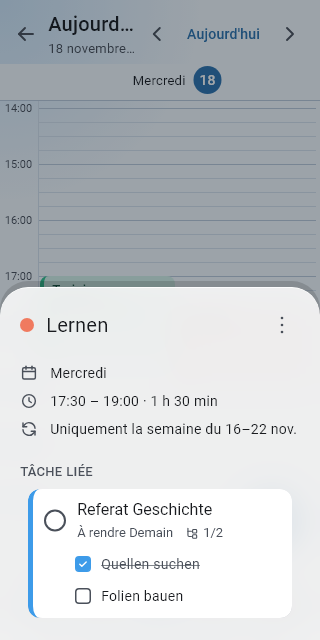 Aujourd…
18 novembre…
Aujourd'hui
Mercredi 18
14:00
15:00
16:00
17:00
Lernen
Mercredi
17:30 – 19:00 · 1 h 30 min
Uniquement la semaine du 16–22 nov.
TÂCHE LIÉE
Referat Geschichte
À rendre Demain 1/2
Quellen suchen
Folien bauen